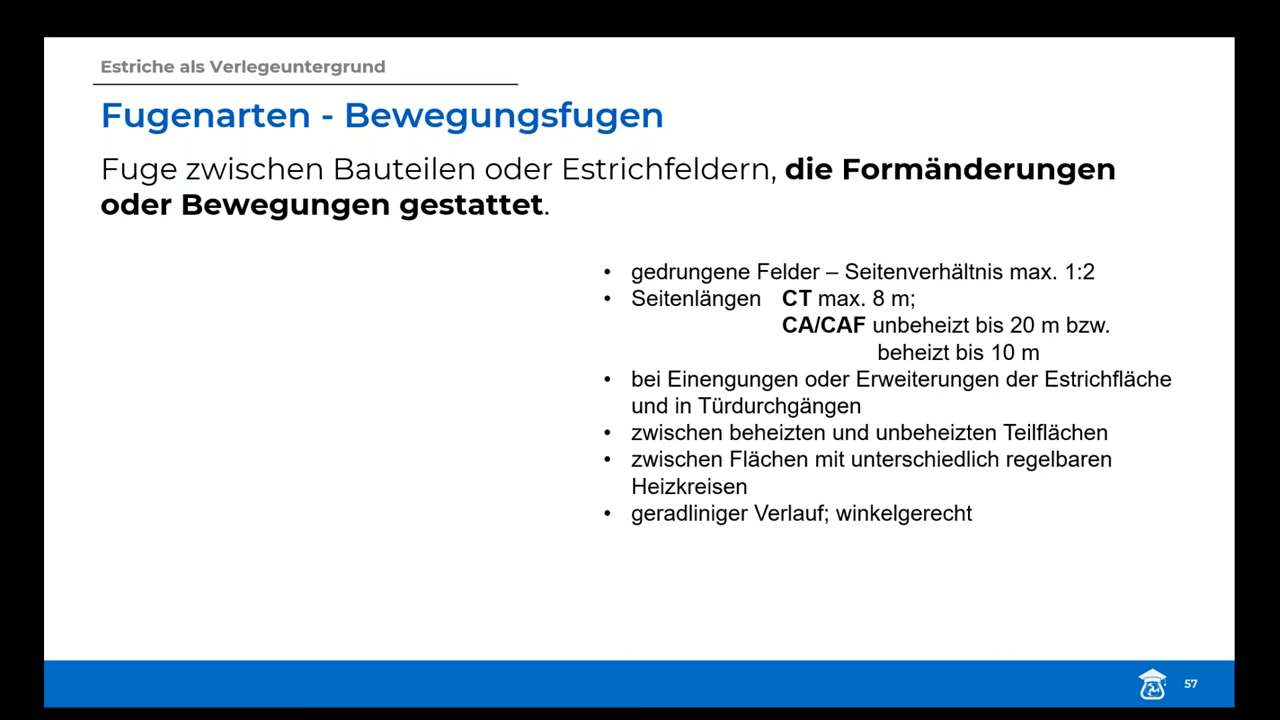 Estriche als Verlegeuntergrund
Fugenarten - Bewegungsfugen
Fuge zwischen Bauteilen oder Estrichfeldern, die Formänderungen
oder Bewegungen gestattet.
• gedrungene Felder – Seitenverhältnis max. 1:2
• Seitenlängen CT max. 8 m;
CA/CAF unbeheizt bis 20 m bzw.
beheizt bis 10 m
• bei Einengungen oder Erweiterungen der Estrichfläche
und in Türdurchgängen
• zwischen beheizten und unbeheizten Teilflächen
• zwischen Flächen mit unterschiedlich regelbaren
Heizkreisen
• geradliniger Verlauf; winkelgerecht
57